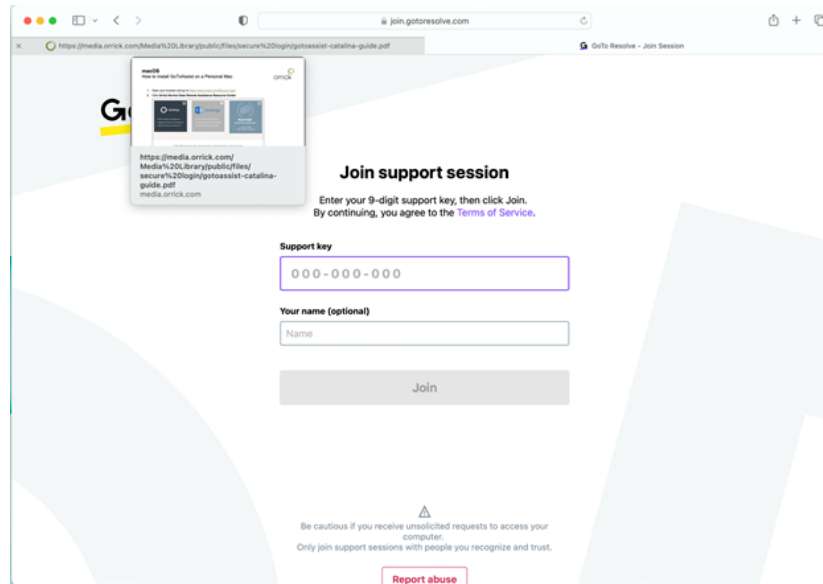 join.gotoresolve.com
https://media.orrick.com/Media%20Library/public/files/secure%20login/gotoassist-catalina-guide.pdf
GoTo Resolve - Join Session
macOS
How to Install GoToAssist on a Personal Mac
orrick
https://media.orrick.com/
Media%20Library/public/files/
secure%20login/gotoassist-catalina-
guide.pdf
media.orrick.com
Join support session
Enter your 9-digit support key, then click Join.
By continuing, you agree to the Terms of Service.
Support key
000-000-000
Your name (optional)
Name
Join
Be cautious if you receive unsolicited requests to access your
computer.
Only join support sessions with people you recognize and trust.
Report abuse